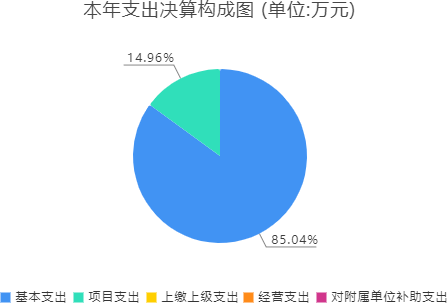 本年支出决算构成图 (单位:万元)
14.96%
85.04%
基本支出 项目支出 上缴上级支出 经营支出 对附属单位补助支出